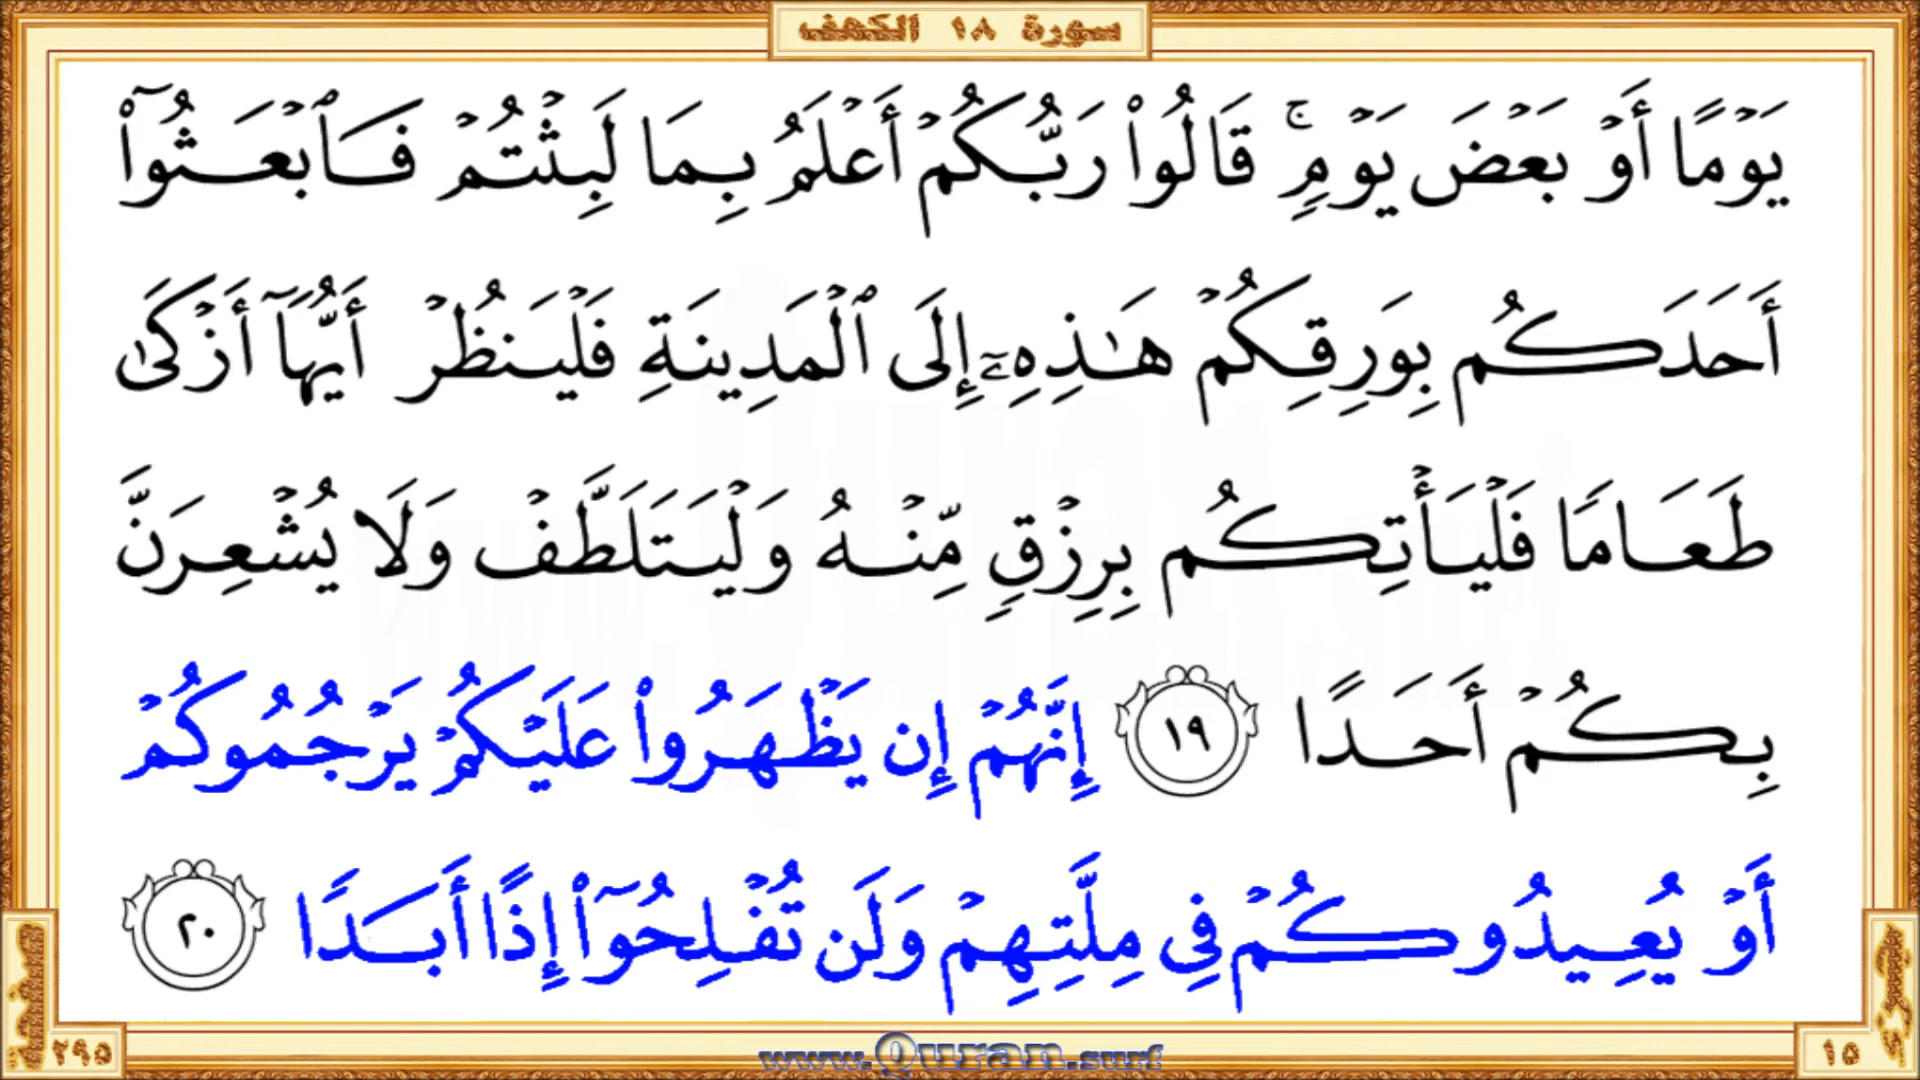 سورة ١٨ الكهف
يَوْمًا أَوْ بَعْضَ يَوْمٍ ۚ قَالُوا۟ رَبُّكُمْ أَعْلَمُ بِمَا لَبِثْتُمْ فَٱبْعَثُوٓا۟
أَحَدَكُم بِوَرِقِكُمْ هَـٰذِهِۦٓ إِلَى ٱلْمَدِينَةِ فَلْيَنظُرْ أَيُّهَآ أَزْكَىٰ
طَعَامًا فَلْيَأْتِكُم بِرِزْقٍ مِّنْهُ وَلْيَتَلَطَّفْ وَلَا يُشْعِرَنَّ
بِكُمْ أَحَدًا ١٩ إِنَّهُمْ إِن يَظْهَرُوا۟ عَلَيْكُمْ يَرْجُمُوكُمْ
أَوْ يُعِيدُوكُمْ فِى مِلَّتِهِمْ وَلَن تُفْلِحُوٓا۟ إِذًا أَبَدًا ٢٠
١٥
صفحة ٢٩٥
www.Quran.surf